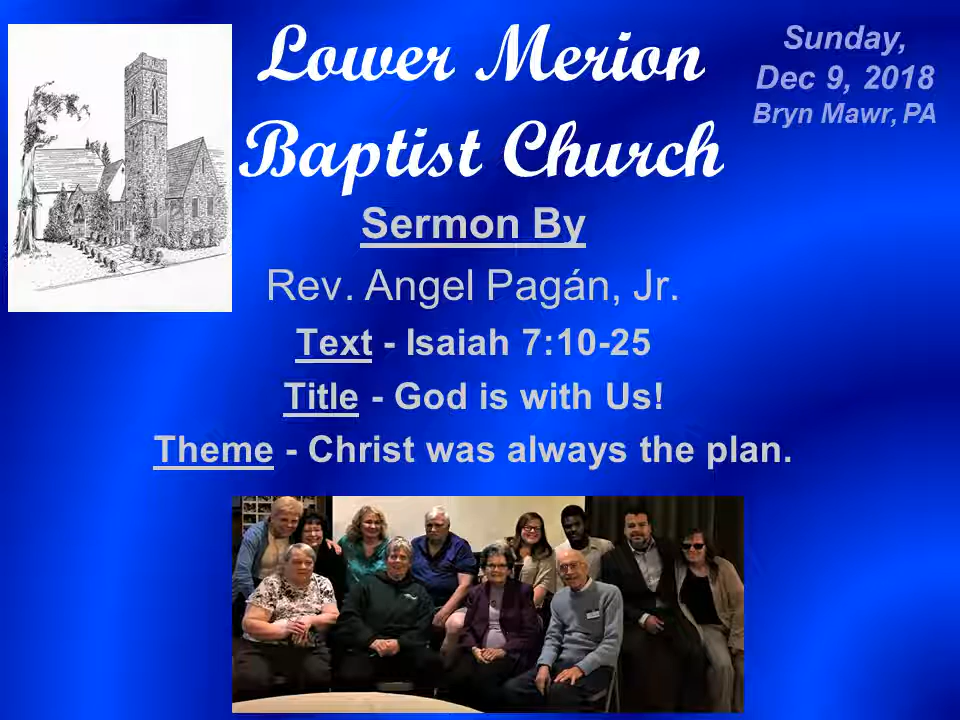 Lower Merion
Baptist Church
Sunday,
Dec 9, 2018
Bryn Mawr, PA
Sermon By
Rev. Angel Pagán, Jr.
Text - Isaiah 7:10-25
Title - God is with Us!
Theme - Christ was always the plan.